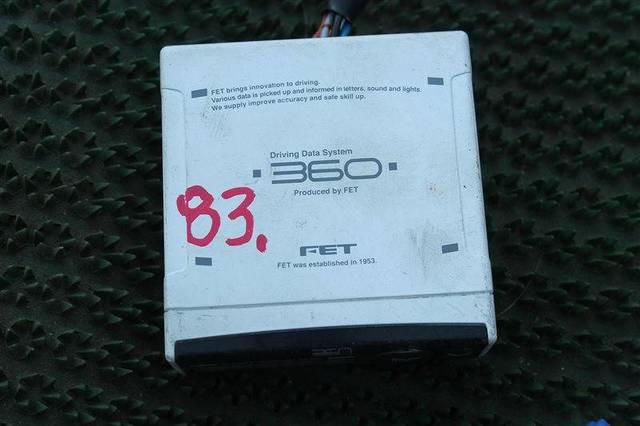 FET brings innovation to driving.
Various data is picked up and informed in letters, sound and lights.
We supply improve accuracy and safe skill up.
Driving Data System
360
Produced by FET
83.
FET
FET was established in 1953.